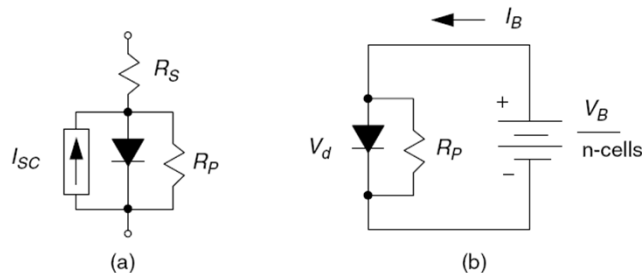 R_S
I_SC
R_P
(a)
I_B
V_d
R_P
+
−
V_B
n-cells
(b)